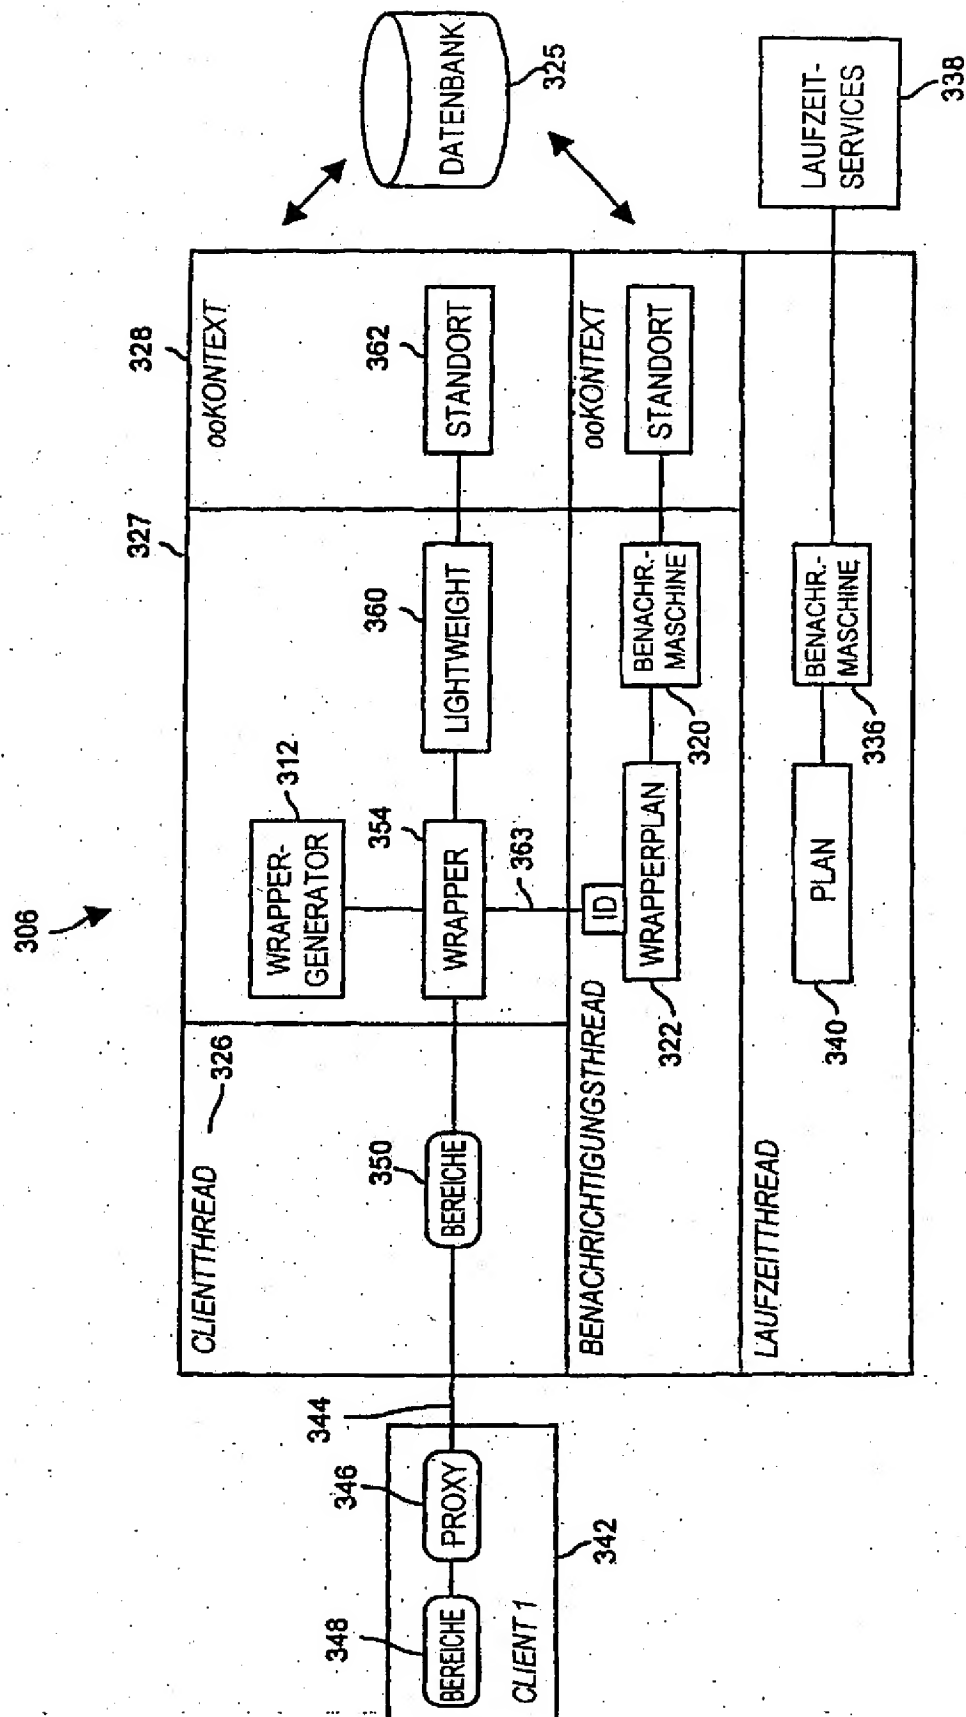 306
328
327
325
DATENBANK
CLIENTTHREAD
326
WRAPPER-
GENERATOR
312
ooKONTEXT
348
346
344
350
354
360
362
BEREICHE
PROXY
BEREICHE
WRAPPER
LIGHTWEIGHT
STANDORT
CLIENT 1
342
363
BENACHRICHTIGUNGSTHREAD
ID
WRAPPERPLAN
322
BENACHR.-
MASCHINE
320
ooKONTEXT
STANDORT
LAUFZEITTHREAD
PLAN
340
BENACHR.-
MASCHINE
336
LAUFZEIT-
SERVICES
338